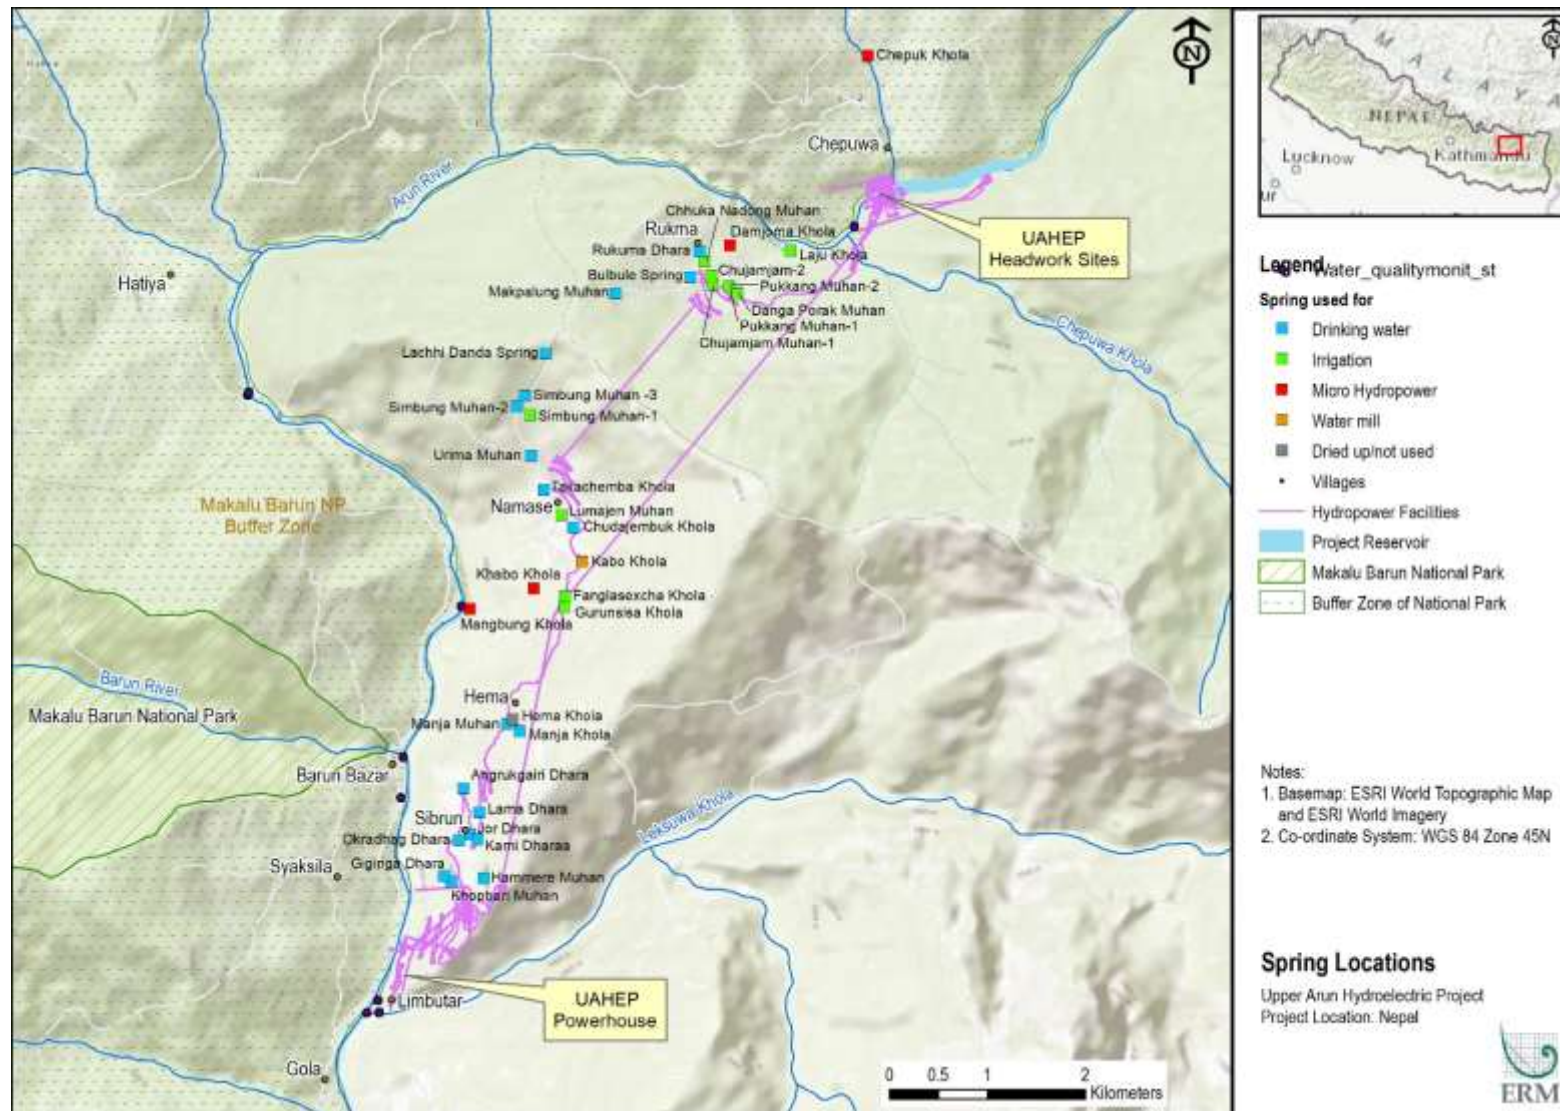 Chepuk Khola
Chepuwa
Arun River
Chhuka Nadong Muhan
Rukma
Damjoma Khola
Rukuma Dhara
Laju Khola
UAHEP
Headwork Sites
Hatiya
Bulbule Spring
Chujamjam-2
Pukkang Muhan-2
Makpalung Muhan
Danga Porak Muhan
Pukkang Muhan-1
Chujamjam Muhan-1
Chepuwa Khola
Lachhi Danda Spring
Simbung Muhan -3
Simbung Muhan-2
Simbung Muhan-1
Urima Muhan
Takachemba Khola
Makalu Barun NP
Buffer Zone
Namase
Lumajen Muhan
Chudajembuk Khola
Kabo Khola
Khabo Khola
Fanglasexcha Khola
Gurunsisa Khola
Mangbung Khola
Barun River
Hema
Makalu Barun National Park
Hema Khola
Manja Muhan
Manja Khola
Barun Bazar
Angrukpairi Dhara
Lama Dhara
Leksuwa Khola
Sibrun
Jor Dhara
Okradhag Dhara
Kami Dharaa
Syaksila
Giginga Dhara
Hammere Muhan
Khopbari Muhan
Limbutar
UAHEP
Powerhouse
Gola
0 0.5 1 2
Kilometers
N
N
MALAYA
NEPAL
Lucknow
Kathmandu
ur
Legend
Water_qualitymonit_st
Spring used for
Drinking water
Irrigation
Micro Hydropower
Water mill
Dried up/not used
Villages
Hydropower Facilities
Project Reservoir
Makalu Barun National Park
Buffer Zone of National Park
Notes:
1. Basemap: ESRI World Topographic Map
and ESRI World Imagery
2. Co-ordinate System: WGS 84 Zone 45N
Spring Locations
Upper Arun Hydroelectric Project
Project Location: Nepal
ERM